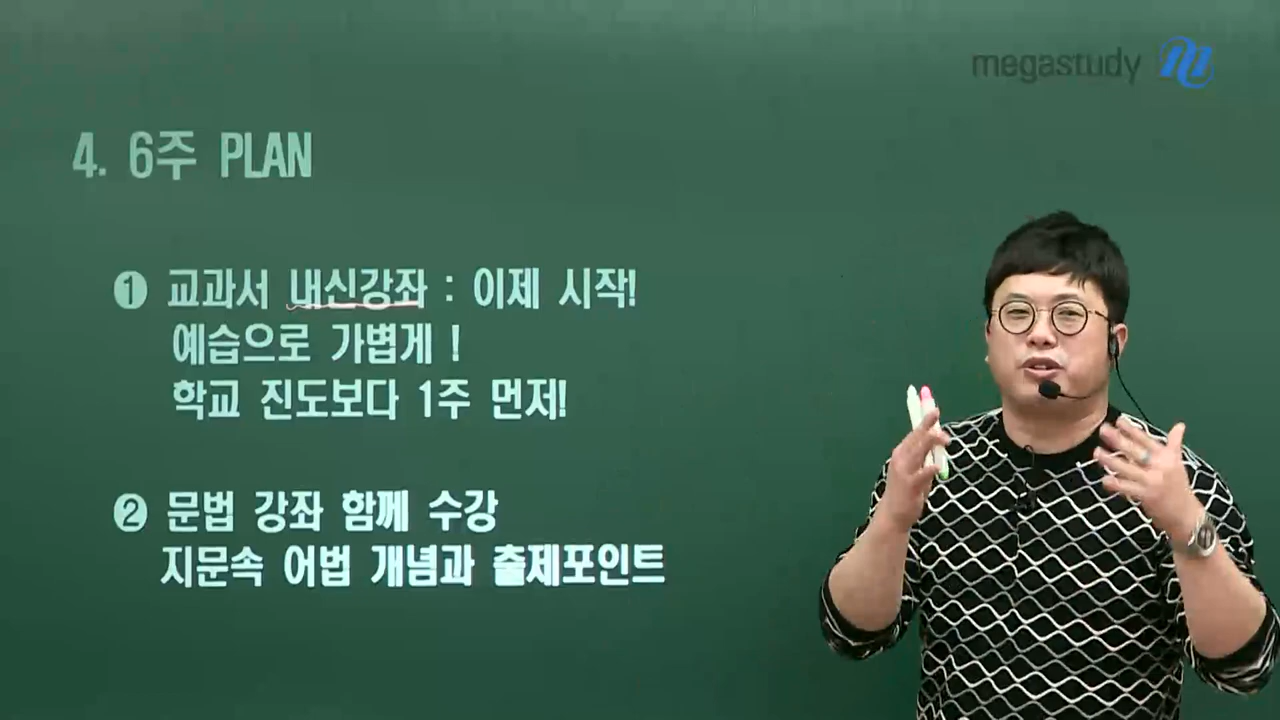 megastudy
4. 6주 PLAN
❶ 교과서 내신강좌 : 이제 시작!
예습으로 가볍게 !
학교 진도보다 1주 먼저!
❷ 문법 강좌 함께 수강
지문속 어법 개념과 출제포인트